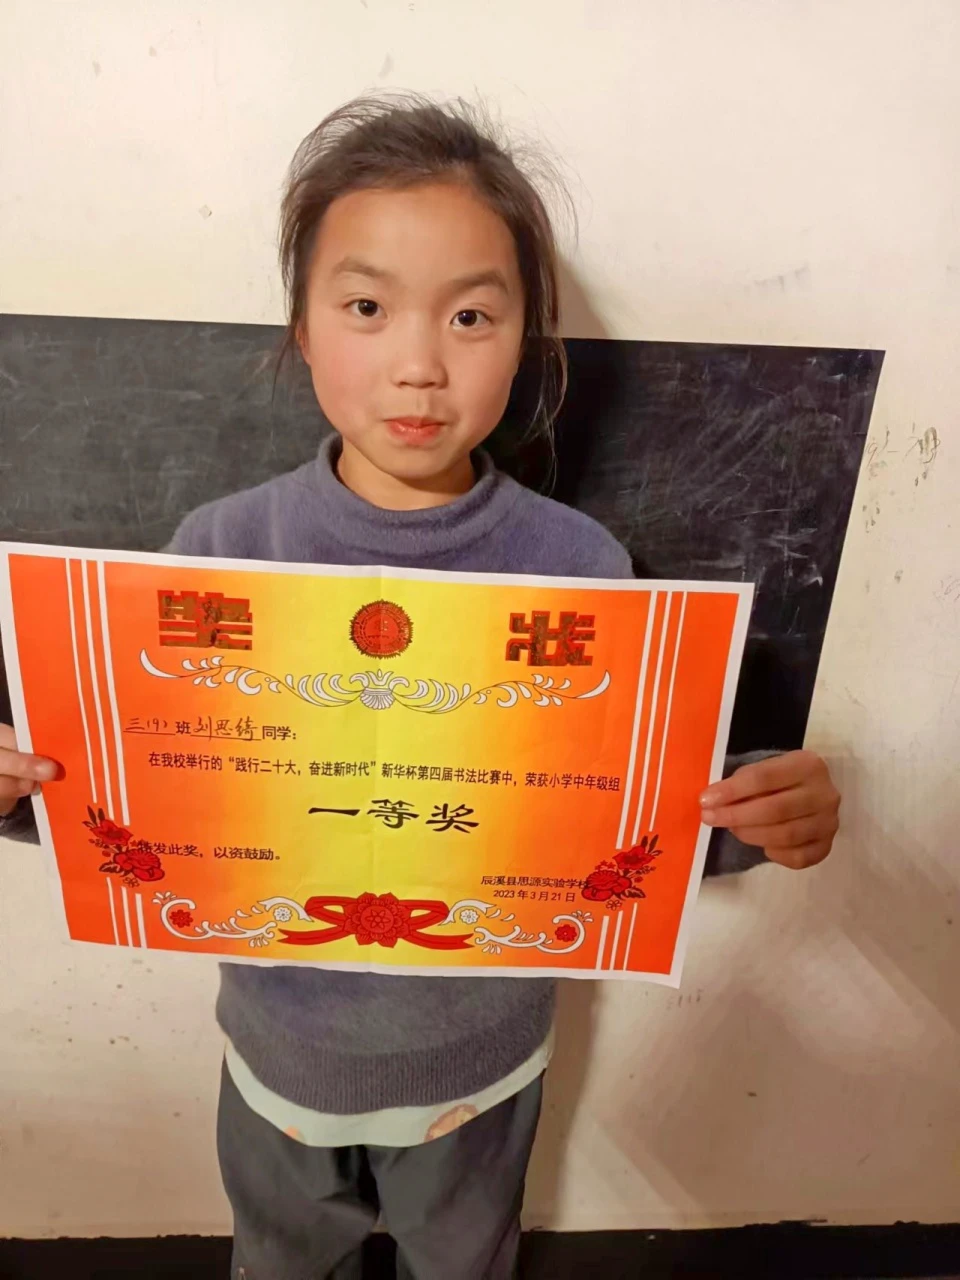 奖状
三(9)班刘思绮同学：
在我校举行的“践行二十大，奋进新时代”新华杯第四届书法比赛中，荣获小学中年级组
一等奖
特发此奖，以资鼓励。
辰溪县思源实验学校
2023年3月21日